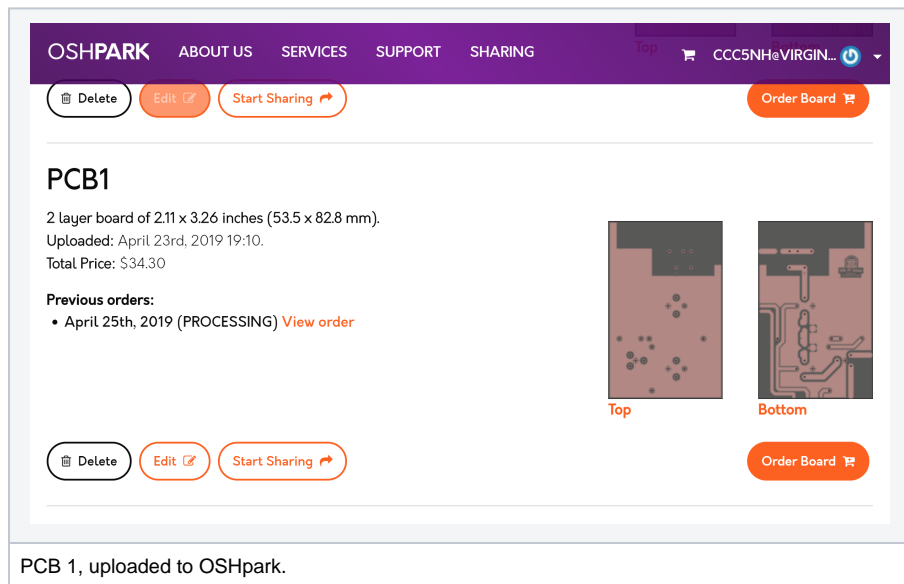 OSHPARK ABOUT US SERVICES SUPPORT SHARING Top Bottom CCC5NH@VIRGIN...
Delete Edit Start Sharing Order Board
PCB1
2 layer board of 2.11 x 3.26 inches (53.5 x 82.8 mm).
Uploaded: April 23rd, 2019 19:10.
Total Price: $34.30
Previous orders:
• April 25th, 2019 (PROCESSING) View order
Top Bottom
Delete Edit Start Sharing Order Board
PCB 1, uploaded to OSHpark.